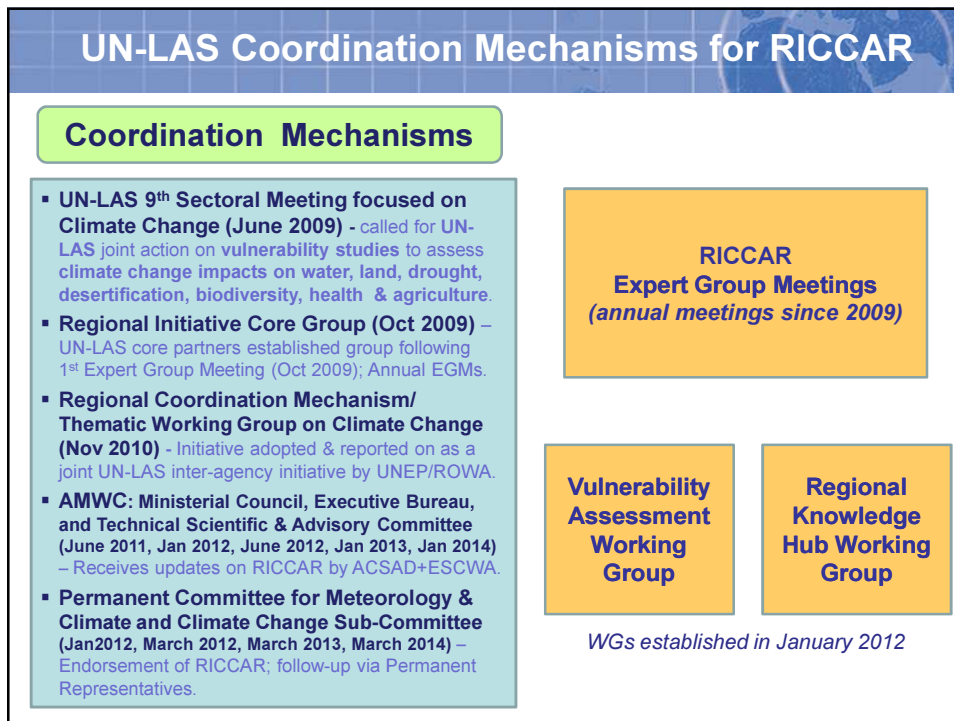 UN-LAS Coordination Mechanisms for RICCAR
Coordination Mechanisms
▪ UN-LAS 9th Sectoral Meeting focused on
Climate Change (June 2009) - called for UN-
LAS joint action on vulnerability studies to assess
climate change impacts on water, land, drought,
desertification, biodiversity, health & agriculture.
▪ Regional Initiative Core Group (Oct 2009) –
UN-LAS core partners established group following
1st Expert Group Meeting (Oct 2009); Annual EGMs.
▪ Regional Coordination Mechanism/
Thematic Working Group on Climate Change
(Nov 2010) - Initiative adopted & reported on as a
joint UN-LAS inter-agency initiative by UNEP/ROWA.
▪ AMWC: Ministerial Council, Executive Bureau,
and Technical Scientific & Advisory Committee
(June 2011, Jan 2012, June 2012, Jan 2013, Jan 2014)
– Receives updates on RICCAR by ACSAD+ESCWA.
▪ Permanent Committee for Meteorology &
Climate and Climate Change Sub-Committee
(Jan2012, March 2012, March 2013, March 2014) –
Endorsement of RICCAR; follow-up via Permanent
Representatives.
RICCAR
Expert Group Meetings
(annual meetings since 2009)
Vulnerability
Assessment
Working
Group
Regional
Knowledge
Hub Working
Group
WGs established in January 2012